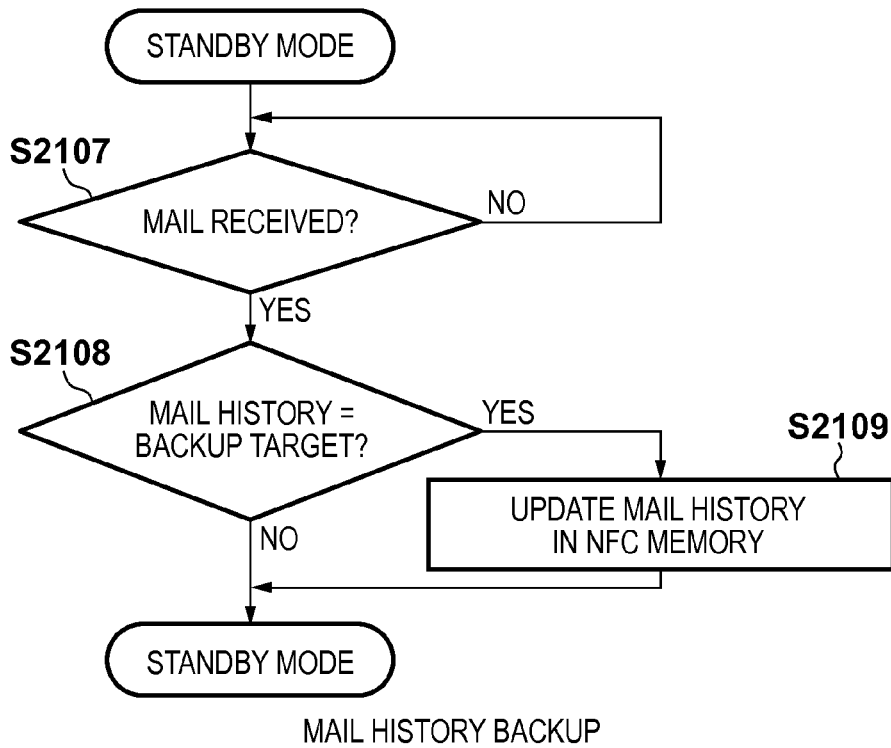 STANDBY MODE
S2107
MAIL RECEIVED?
NO
YES
S2108
MAIL HISTORY =
BACKUP TARGET?
YES
S2109
UPDATE MAIL HISTORY
IN NFC MEMORY
NO
STANDBY MODE
MAIL HISTORY BACKUP